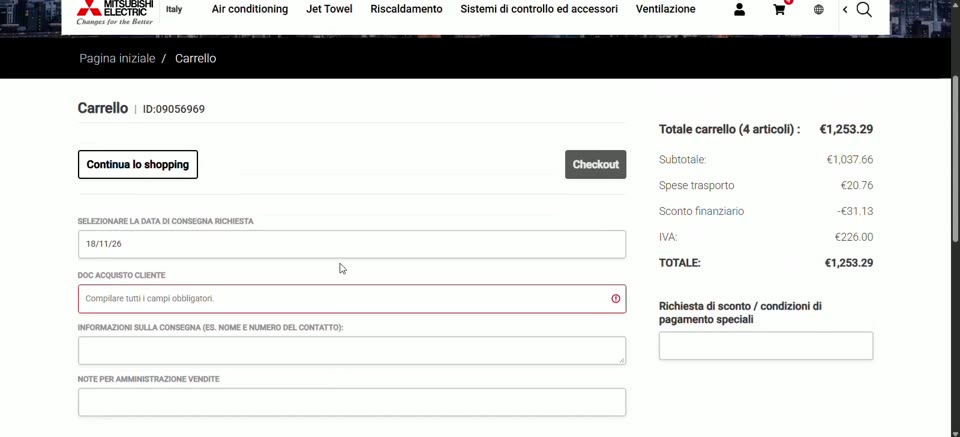 MITSUBISHI
ELECTRIC
Changes for the Better
Italy
Air conditioning
Jet Towel
Riscaldamento
Sistemi di controllo ed accessori
Ventilazione
Pagina iniziale / Carrello
Carrello | ID:09056969
Continua lo shopping
Checkout
SELEZIONARE LA DATA DI CONSEGNA RICHIESTA
18/11/26
DOC ACQUISTO CLIENTE
Compilare tutti i campi obbligatori.
INFORMAZIONI SULLA CONSEGNA (ES. NOME E NUMERO DEL CONTATTO):
NOTE PER AMMINISTRAZIONE VENDITE
Totale carrello (4 articoli) : €1,253.29
Subtotale: €1,037.66
Spese trasporto €20.76
Sconto finanziario -€31.13
IVA: €226.00
TOTALE: €1,253.29
Richiesta di sconto / condizioni di
pagamento speciali